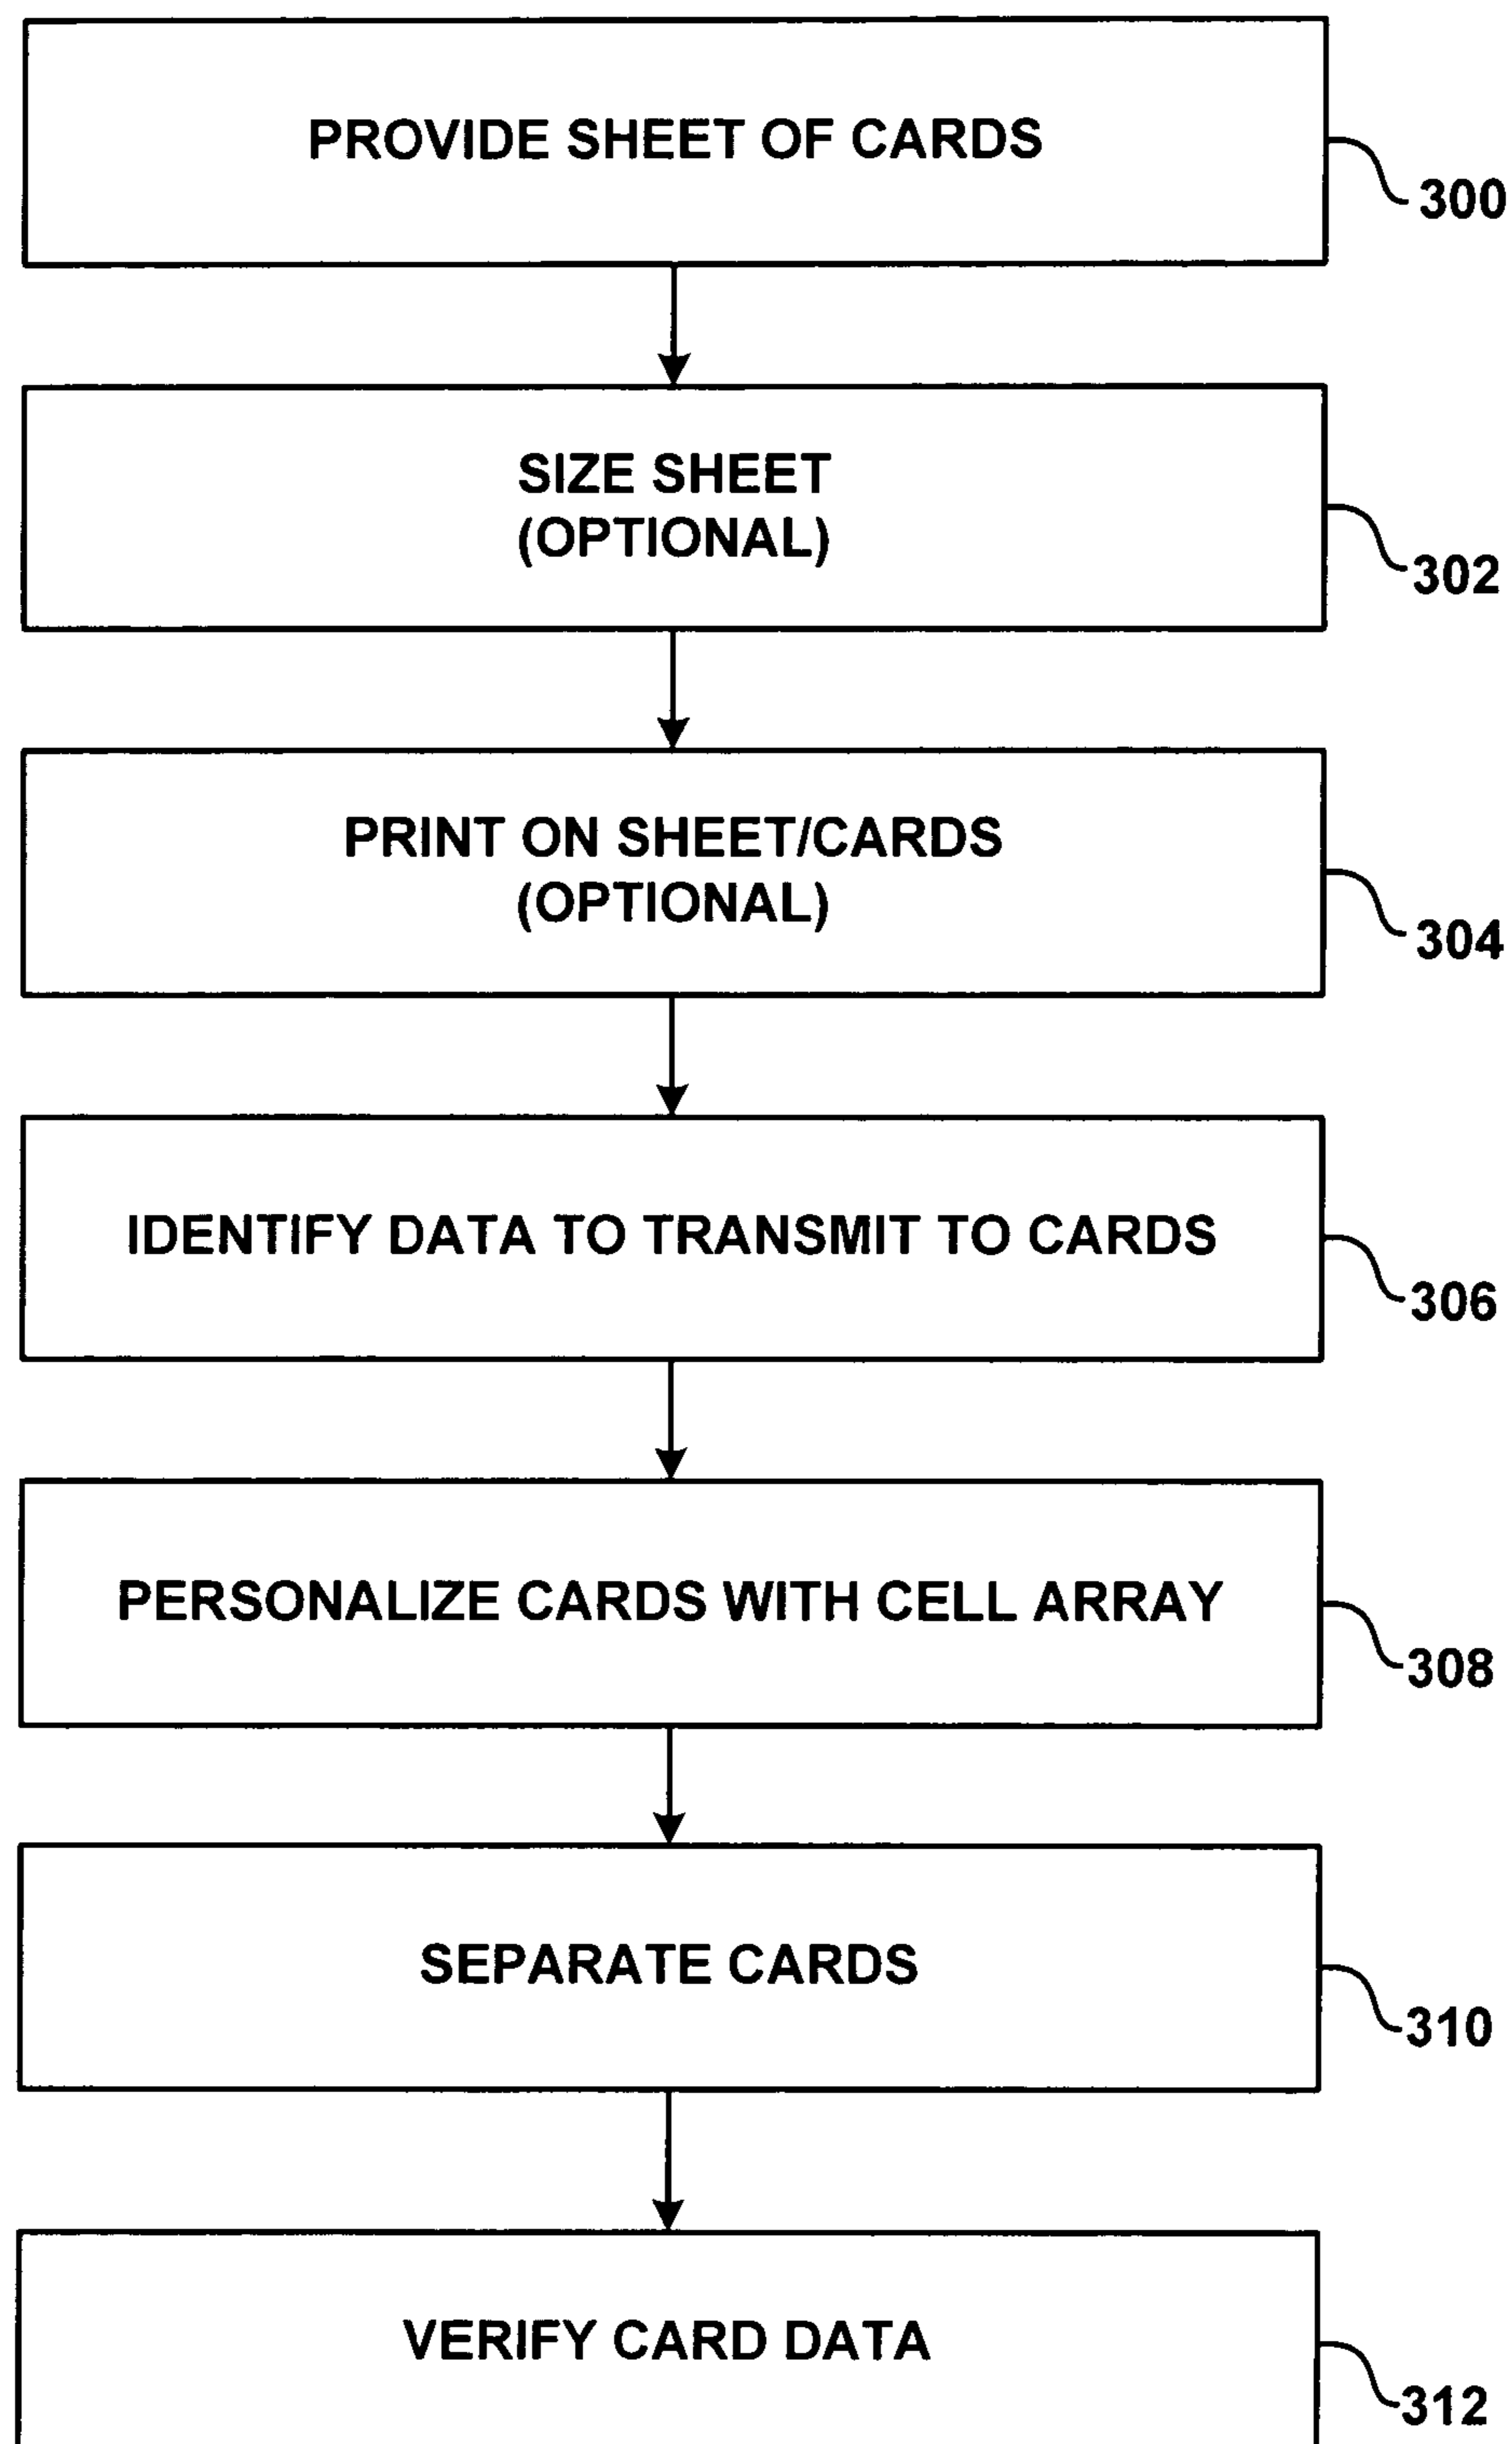 PROVIDE SHEET OF CARDS
300
SIZE SHEET
(OPTIONAL)
302
PRINT ON SHEET/CARDS
(OPTIONAL)
304
IDENTIFY DATA TO TRANSMIT TO CARDS
306
PERSONALIZE CARDS WITH CELL ARRAY
308
SEPARATE CARDS
310
VERIFY CARD DATA
312